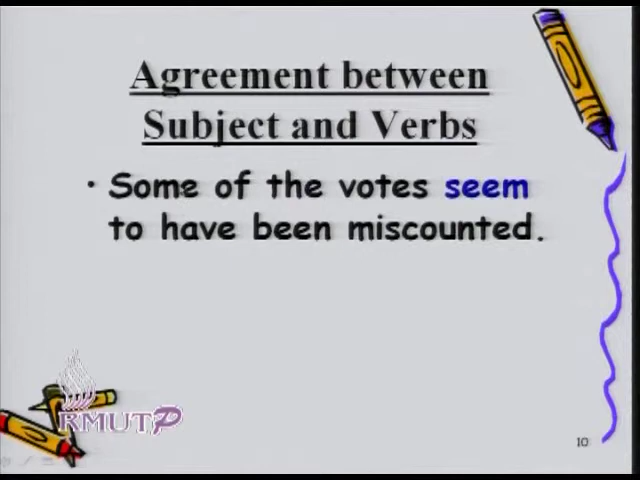 Agreement between
Subject and Verbs
• Some of the votes seem
to have been miscounted.
RMUTP
10